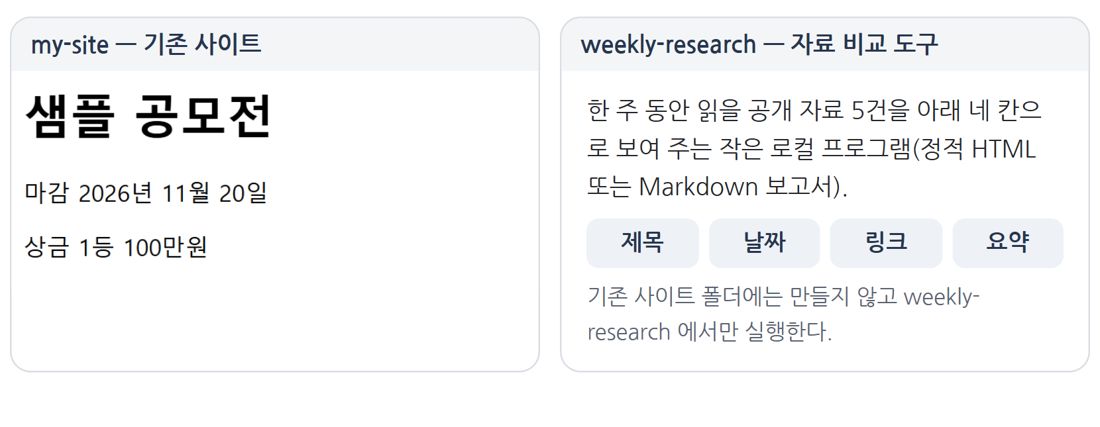 my-site — 기존 사이트
샘플 공모전
마감 2026년 11월 20일
상금 1등 100만원
weekly-research — 자료 비교 도구
한 주 동안 읽을 공개 자료 5건을 아래 네 칸으
로 보여 주는 작은 로컬 프로그램(정적 HTML
또는 Markdown 보고서).
제목 날짜 링크 요약
기존 사이트 폴더에는 만들지 않고 weekly-
research 에서만 실행한다.